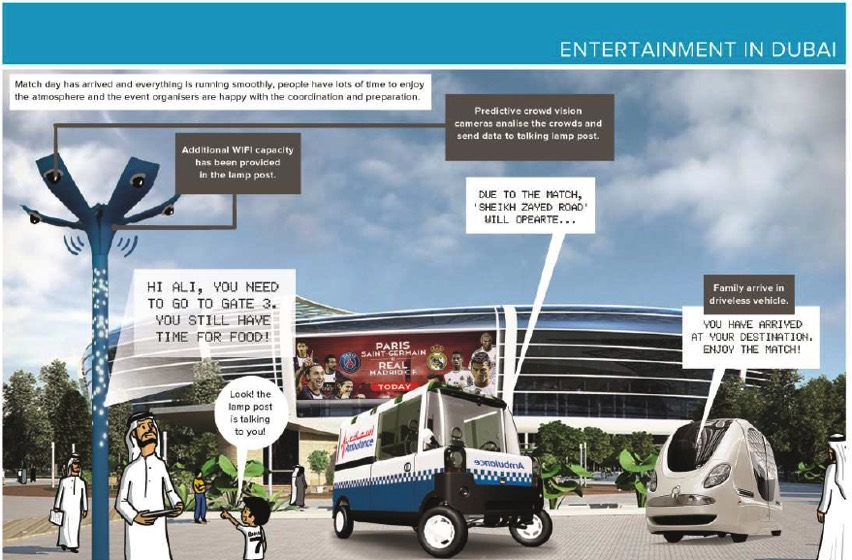 ENTERTAINMENT IN DUBAI
Match day has arrived and everything is running smoothly, people have lots of time to enjoy
the atmosphere and the event organisers are happy with the coordination and preparation.
Predictive crowd vision
cameras analise the crowds and
send data to talking lamp post.
Additional WIFI capacity
has been provided
in the lamp post.
DUE TO THE MATCH,
'SHEIKH ZAYED ROAD'
WILL OPEARTE...
HI ALI, YOU NEED
TO GO TO GATE 3.
YOU STILL HAVE
TIME FOR FOOD!
Family arrive in
driveless vehicle.
YOU HAVE ARRIVED
AT YOUR DESTINATION.
ENJOY THE MATCH!
PARIS
SAINT-GERMAIN
REAL
MADRID C.F.
TODAY
Look! the
lamp post
is talking
to you!
Ambulance
Ambulance
7